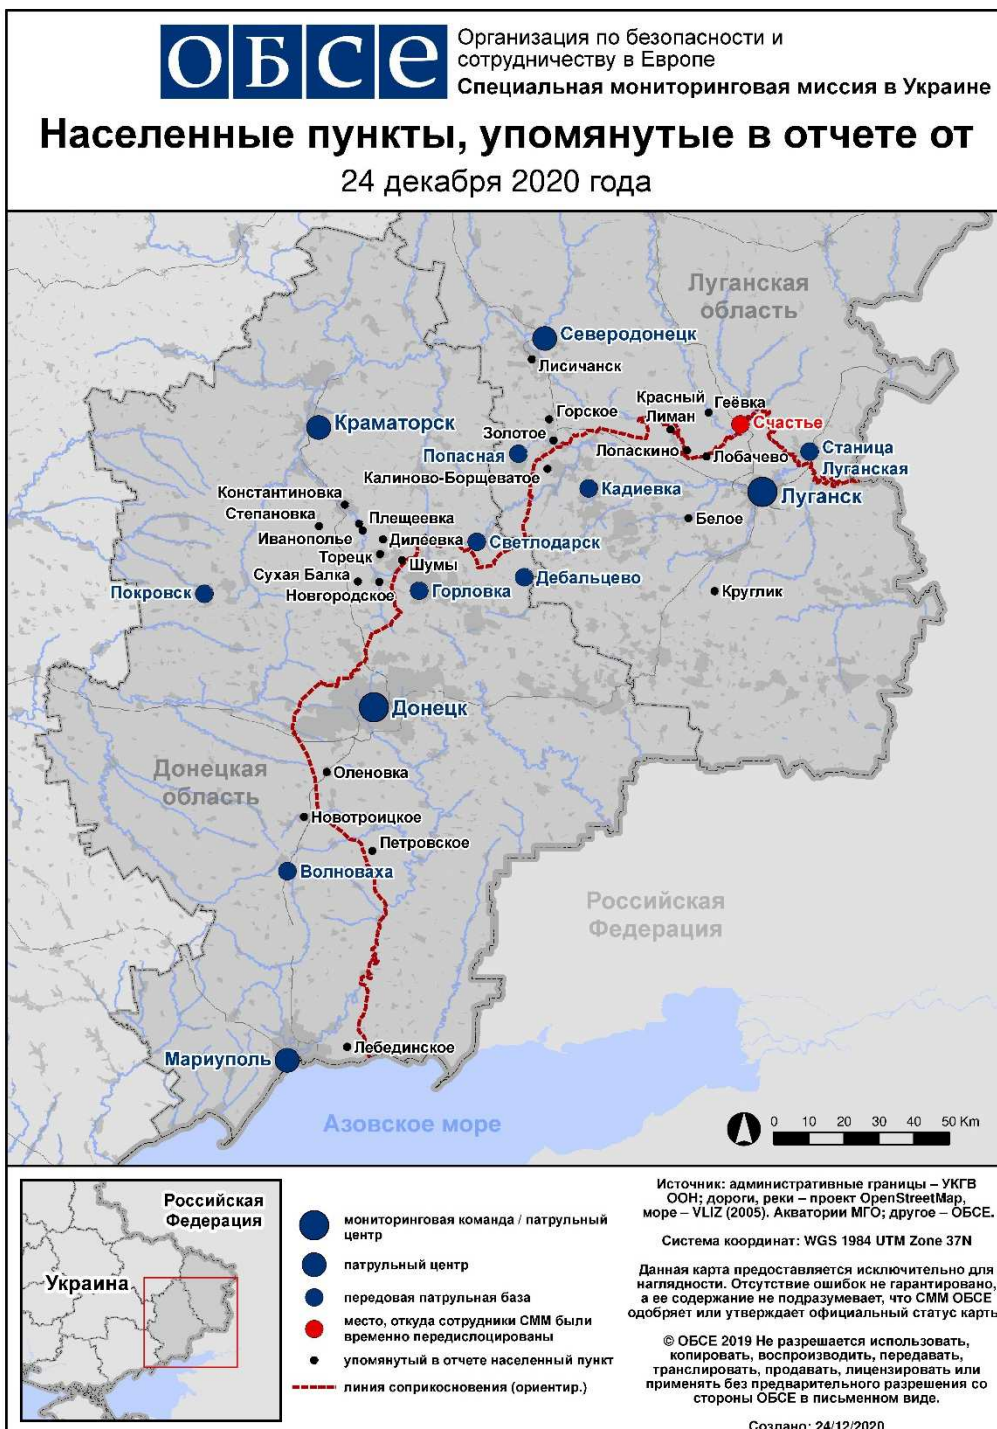 ОБСЕ
Организация по безопасности и
сотрудничеству в Европе
Специальная мониторинговая миссия в Украине
Населенные пункты, упомянутые в отчете от
24 декабря 2020 года
Луганская
область
Северодонецк
Лисичанск
Красный
Лиман
Геёвка
Горское
Счастье
Краматорск
Золотое
Попасная
Лопаскино
Лобачево
Станица
Луганская
Калиново-Борщеватое
Кадиевка
Луганск
Константиновка
Степановка
Плещеевка
Белое
Иванополье
Дилеевка
Светлодарск
Торецк
Шумы
Сухая Балка
Дебальцево
Покровск
Новгородское
Горловка
Круглик
Донецк
Донецкая
область
Оленовка
Новотроицкое
Петровское
Волноваха
Российская
Федерация
Лебединское
Мариуполь
Азовское море
0 10 20 30 40 50 Km
Российская
Федерация
Украина
мониторинговая команда / патрульный
центр
патрульный центр
передовая патрульная база
место, откуда сотрудники СММ были
временно передислоцированы
упомянутый в отчете населенный пункт
линия соприкосновения (ориентир.)
Источник: административные границы – УКГВ
ООН; дороги, реки – проект OpenStreetMap,
море – VLIZ (2005). Акватории МГО; другое – ОБСЕ.
Система координат: WGS 1984 UTM Zone 37N
Данная карта предоставляется исключительно для
наглядности. Отсутствие ошибок не гарантировано,
а ее содержание не подразумевает, что СММ ОБСЕ
одобряет или утверждает официальный статус карты
© ОБСЕ 2019 Не разрешается использовать,
копировать, воспроизводить, передавать,
транслировать, продавать, лицензировать или
применять без предварительного разрешения со
стороны ОБСЕ в письменном виде.
Создано: 24/12/2020